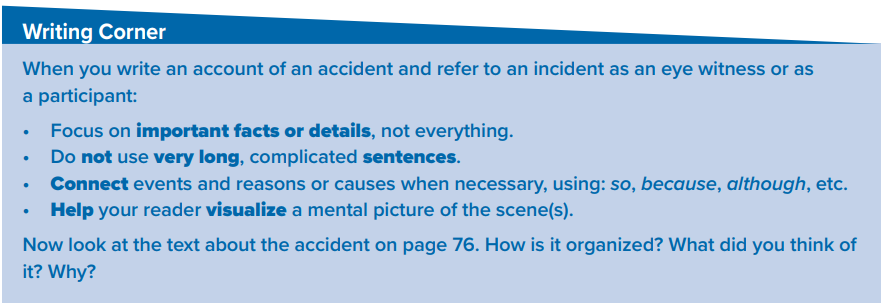 Writing Corner
When you write an account of an accident and refer to an incident as an eye witness or as
a participant:
• Focus on important facts or details, not everything.
• Do not use very long, complicated sentences.
• Connect events and reasons or causes when necessary, using: so, because, although, etc.
• Help your reader visualize a mental picture of the scene(s).
Now look at the text about the accident on page 76. How is it organized? What did you think of
it? Why?